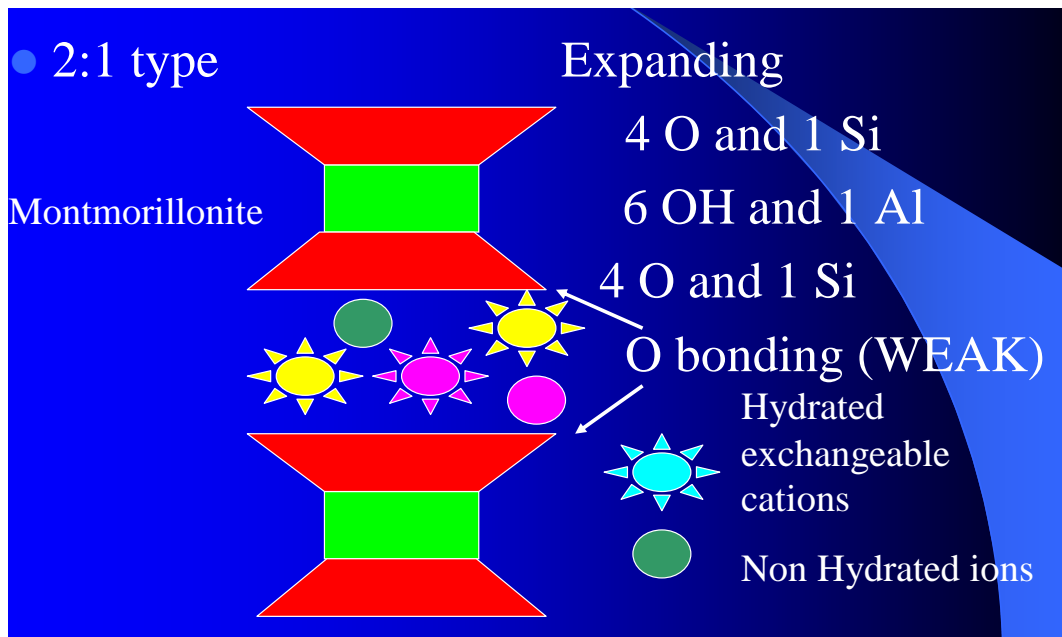 2:1 type Expanding
4 O and 1 Si
Montmorillonite 6 OH and 1 Al
4 O and 1 Si
O bonding (WEAK)
Hydrated
exchangeable
cations
Non Hydrated ions